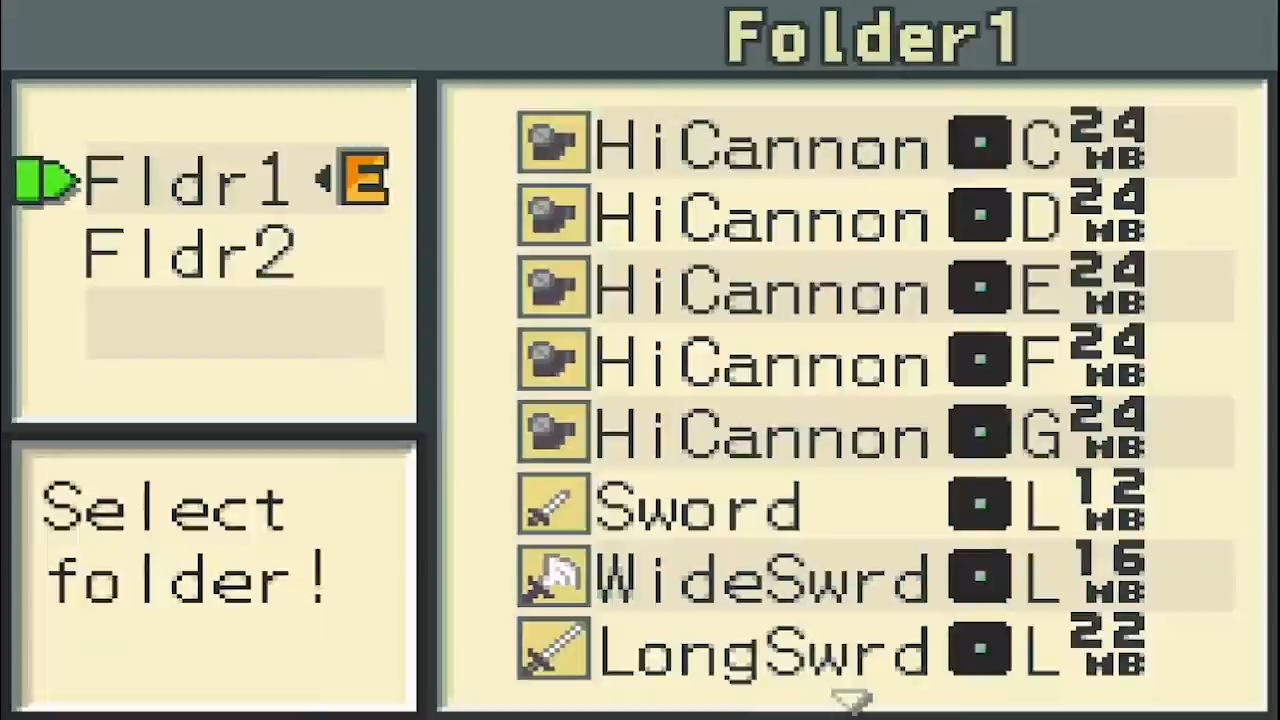 Folder1
Fldr1 E
Fldr2
Select
folder!
HiCannon C 24 MB
HiCannon D 24 MB
HiCannon E 24 MB
HiCannon F 24 MB
HiCannon G 24 MB
Sword L 12 MB
WideSwrd L 16 MB
LongSwrd L 22 MB